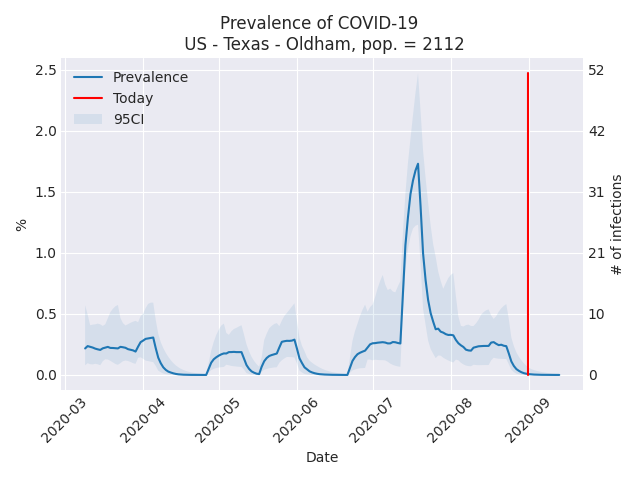 Prevalence of COVID-19
US - Texas - Oldham, pop. = 2112
Prevalence
Today
95CI
2.5
2.0
1.5
1.0
0.5
0.0
%
52
42
31
21
10
0
# of infections
2020-03
2020-04
2020-05
2020-06
2020-07
2020-08
2020-09
Date